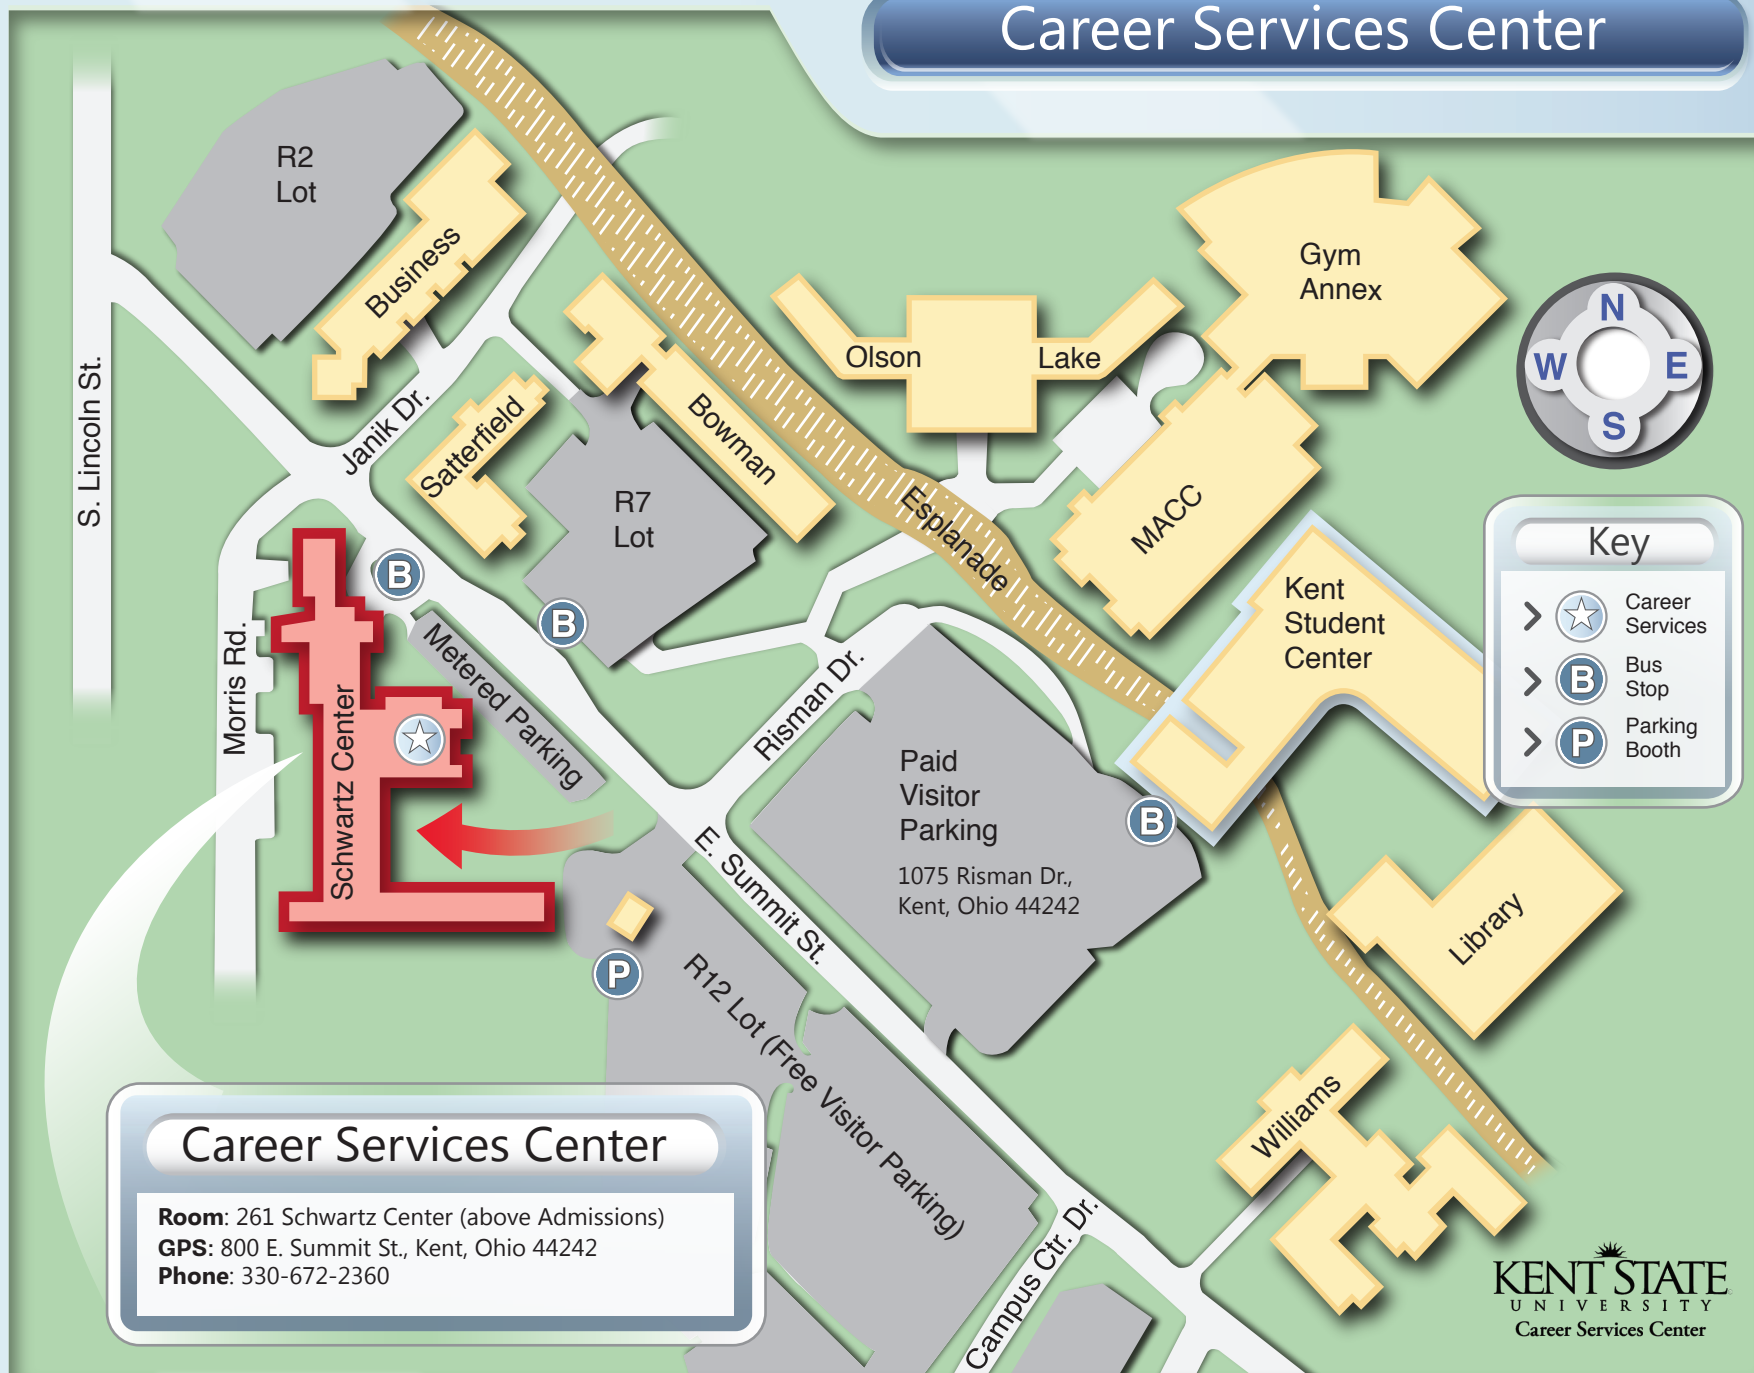 Career Services Center
R2
Lot
Business
S. Lincoln St.
Janik Dr.
Satterfield
R7
Lot
Bowman
Olson
Lake
Gym
Annex
MACC
Esplanade
N
W
E
S
Kent
Student
Center
Key
Career
Services
B
Bus
Stop
P
Parking
Booth
B
B
Metered Parking
Morris Rd.
Schwartz Center
Risman Dr.
Paid
Visitor
Parking
1075 Risman Dr.,
Kent, Ohio 44242
B
E. Summit St.
P
R12 Lot (Free Visitor Parking)
Library
Williams
Campus Ctr. Dr.
Career Services Center
Room: 261 Schwartz Center (above Admissions)
GPS: 800 E. Summit St., Kent, Ohio 44242
Phone: 330-672-2360
KENT STATE
UNIVERSITY
Career Services Center